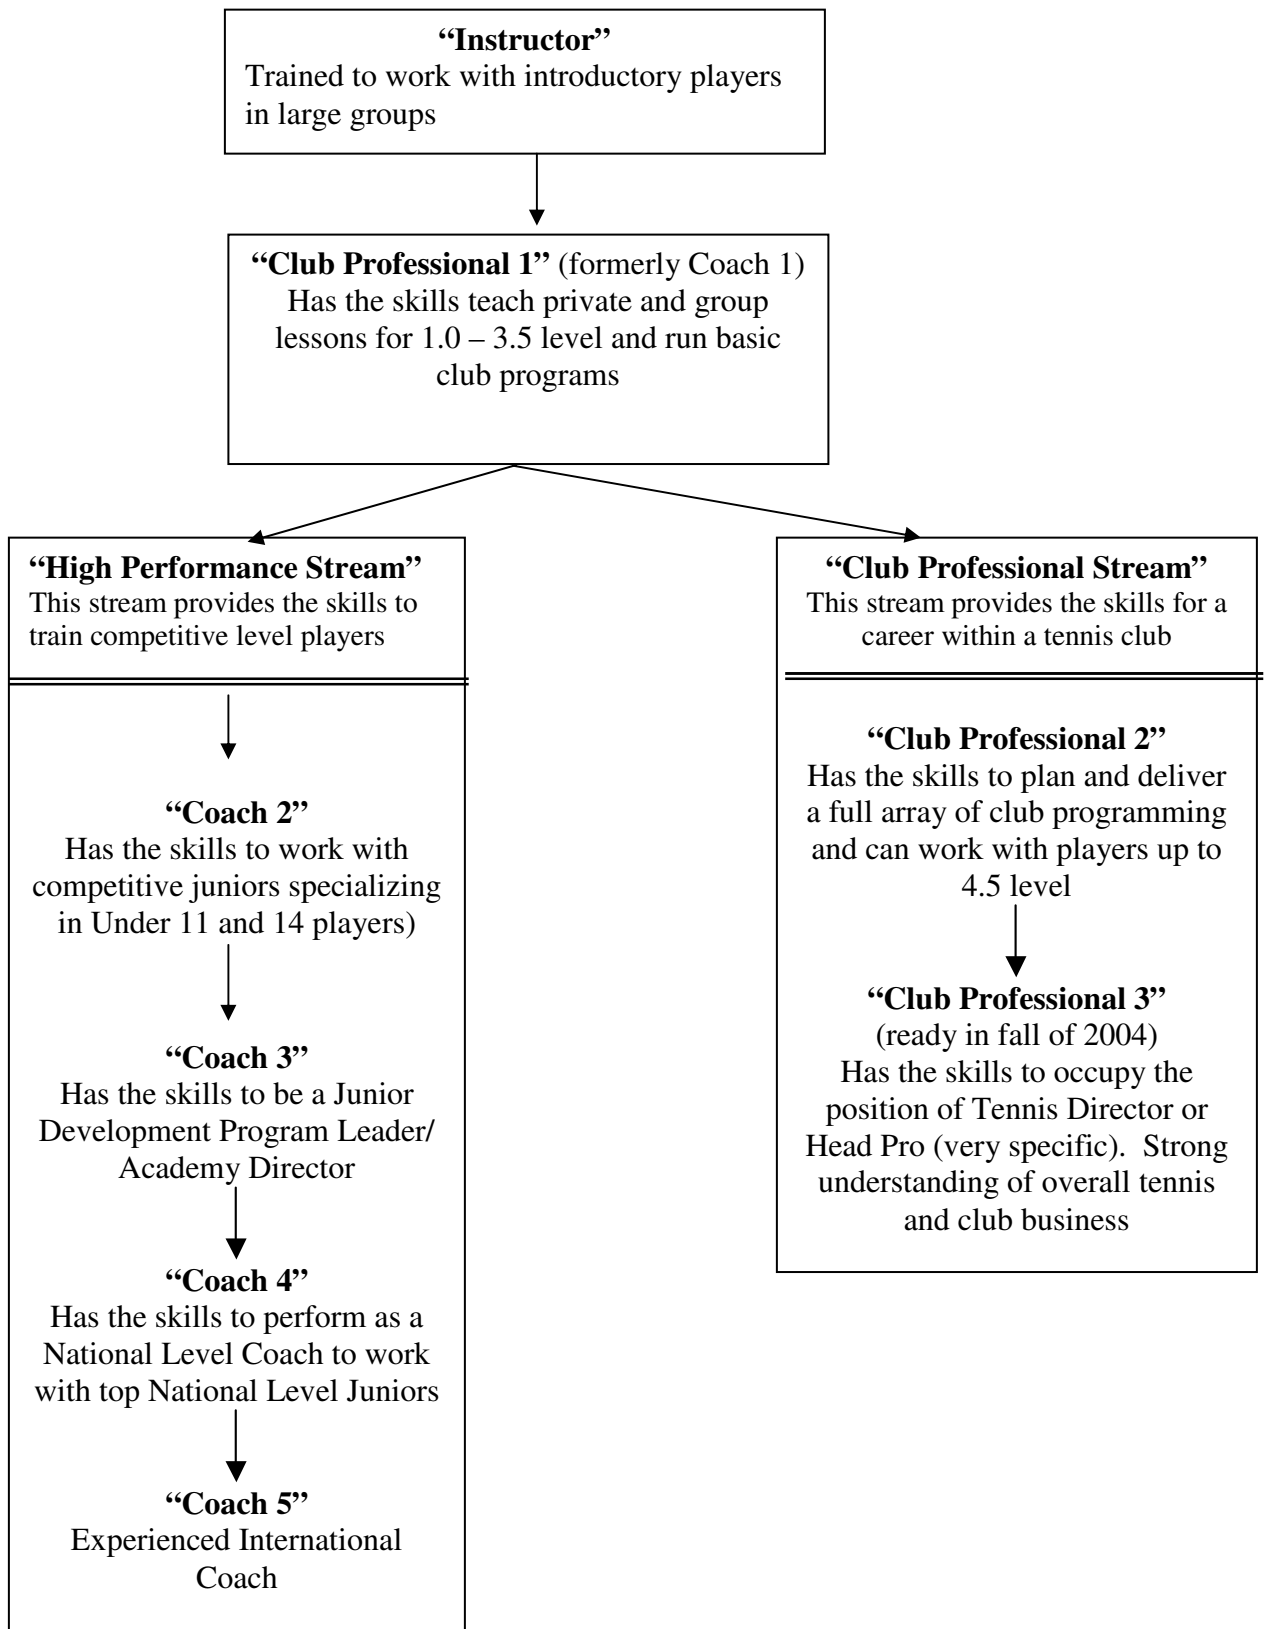 “Instructor”
Trained to work with introductory players
in large groups
“Club Professional 1” (formerly Coach 1)
Has the skills teach private and group
lessons for 1.0 – 3.5 level and run basic
club programs
“High Performance Stream”
This stream provides the skills to
train competitive level players
“Coach 2”
Has the skills to work with
competitive juniors specializing
in Under 11 and 14 players)
“Coach 3”
Has the skills to be a Junior
Development Program Leader/
Academy Director
“Coach 4”
Has the skills to perform as a
National Level Coach to work
with top National Level Juniors
“Coach 5”
Experienced International
Coach
“Club Professional Stream”
This stream provides the skills for a
career within a tennis club
“Club Professional 2”
Has the skills to plan and deliver
a full array of club programming
and can work with players up to
4.5 level
“Club Professional 3”
(ready in fall of 2004)
Has the skills to occupy the
position of Tennis Director or
Head Pro (very specific).  Strong
understanding of overall tennis
and club business